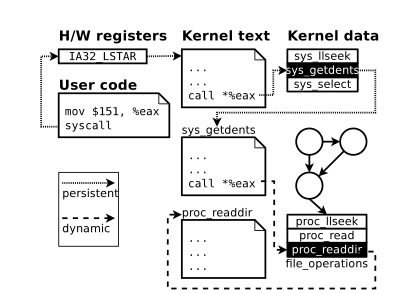 H/W registers
Kernel text
Kernel data
IA32_LSTAR
...
...
call *%eax
sys_llseek
sys_getdents
sys_select
User code
mov $151, %eax
syscall
sys_getdents
...
...
call *%eax
persistent
dynamic
proc_readdir
...
...
...
proc_llseek
proc_read
proc_readdir
file_operations